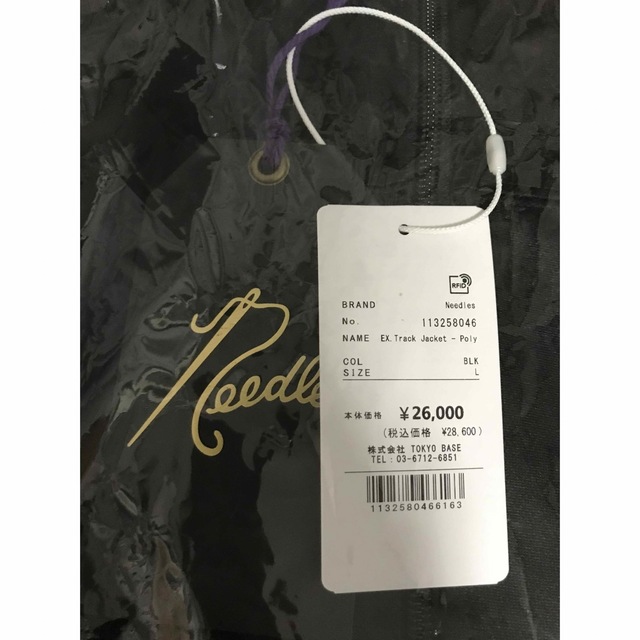 Needles
RFID
BRAND Needles
No. 113258046
NAME EX.Track Jacket - Poly
COL BLK
SIZE L
本体価格 ¥26,000
(税込価格 ¥28,600)
株式会社 TOKYO BASE
TEL：03-6712-6851
1132580466163